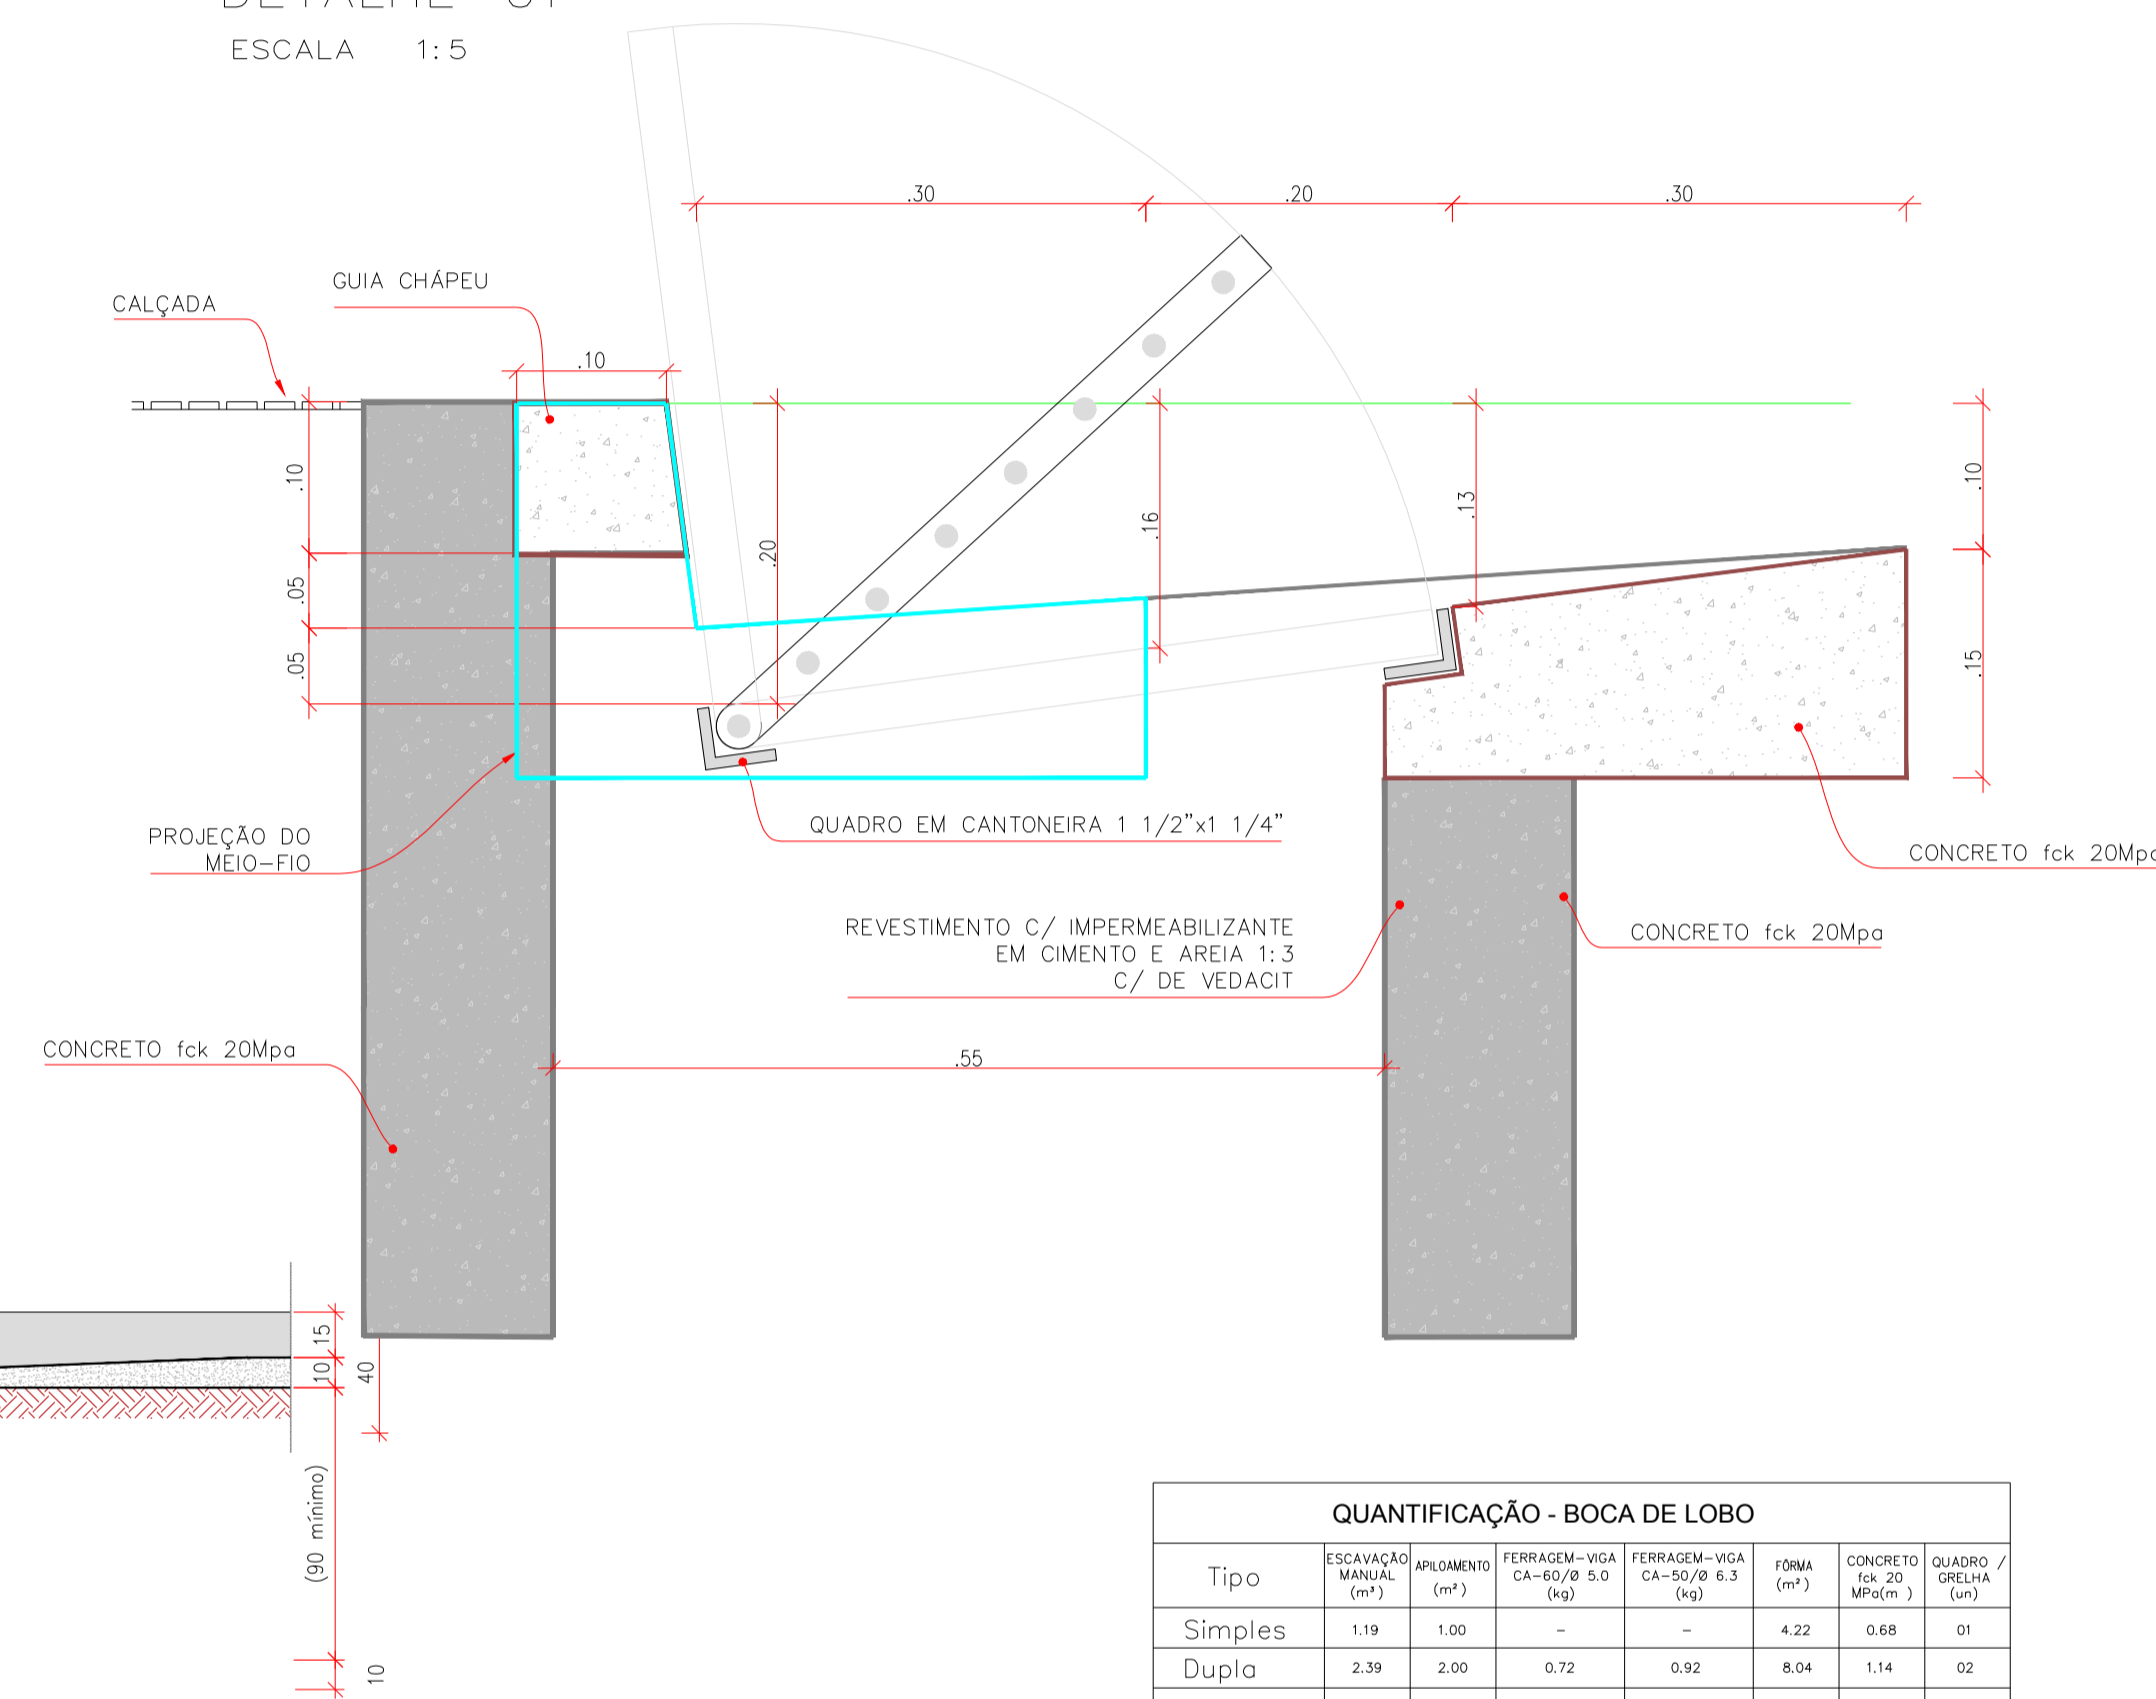 ESCALA 1:5
.30
.20
.30
GUIA CHÁPEU
CALÇADA
.10
.10
.05
.05
.20
.16
.13
.10
.15
PROJEÇÃO DO
MEIO-FIO
QUADRO EM CANTONEIRA 1 1/2"x1 1/4"
CONCRETO fck 20Mpa
REVESTIMENTO C/ IMPERMEABILIZANTE
EM CIMENTO E AREIA 1:3
C/ DE VEDACIT
CONCRETO fck 20Mpa
CONCRETO fck 20Mpa
.55
15
10
40
(90 mínimo)
10
QUANTIFICAÇÃO - BOCA DE LOBO
Tipo
ESCAVAÇÃO
MANUAL
(m³)
APILOAMENTO
(m²)
FERRAGEM-VIGA
CA-60/Ø 5.0
(kg)
FERRAGEM-VIGA
CA-50/Ø 6.3
(kg)
FÔRMA
(m²)
CONCRETO
fck 20
MPa(m )
QUADRO /
GRELHA
(un)
Simples 1.19 1.00 - - 4.22 0.68 01
Dupla 2.39 2.00 0.72 0.92 8.04 1.14 02